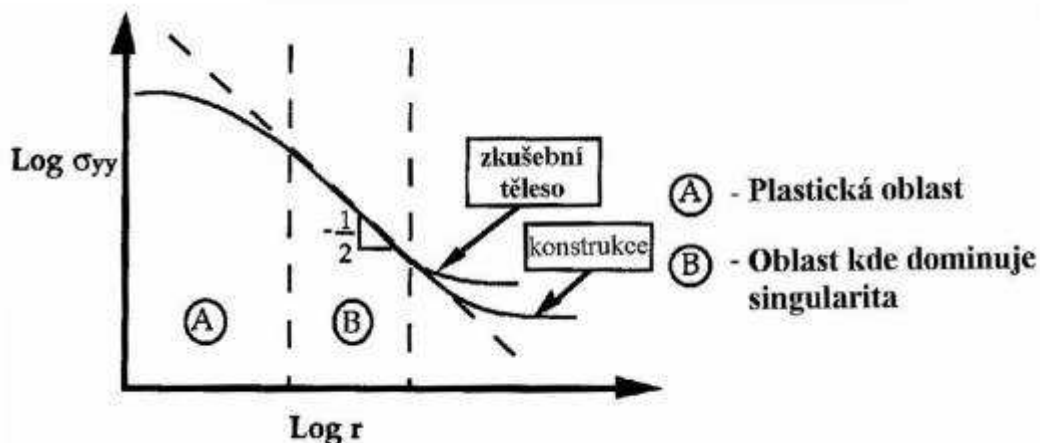 Log σyy
zkušební
těleso
konstrukce
-1/2
A
B
Log r
A - Plastická oblast
B - Oblast kde dominuje
singularita